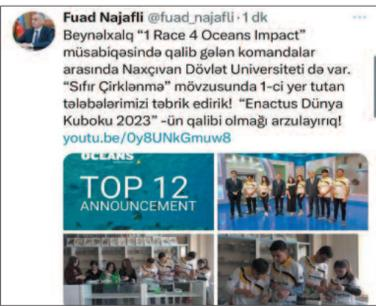 Fuad Najafli @fuad_najafli · 1 dk
Beynəlxalq “1 Race 4 Oceans Impact”
müsabiqəsində qalib gələn komandalar
arasında Naxçıvan Dövlət Universiteti də var.
“Sıfır Çirklənmə” mövzusunda 1-ci yer tutan
tələbələrimizi təbrik edirik! “Enactus Dünya
Kuboku 2023” -ün qalibi olmağı arzulayırıq!
youtu.be/0y8UNkGmuw8
OCEANS
TOP 12
ANNOUNCEMENT